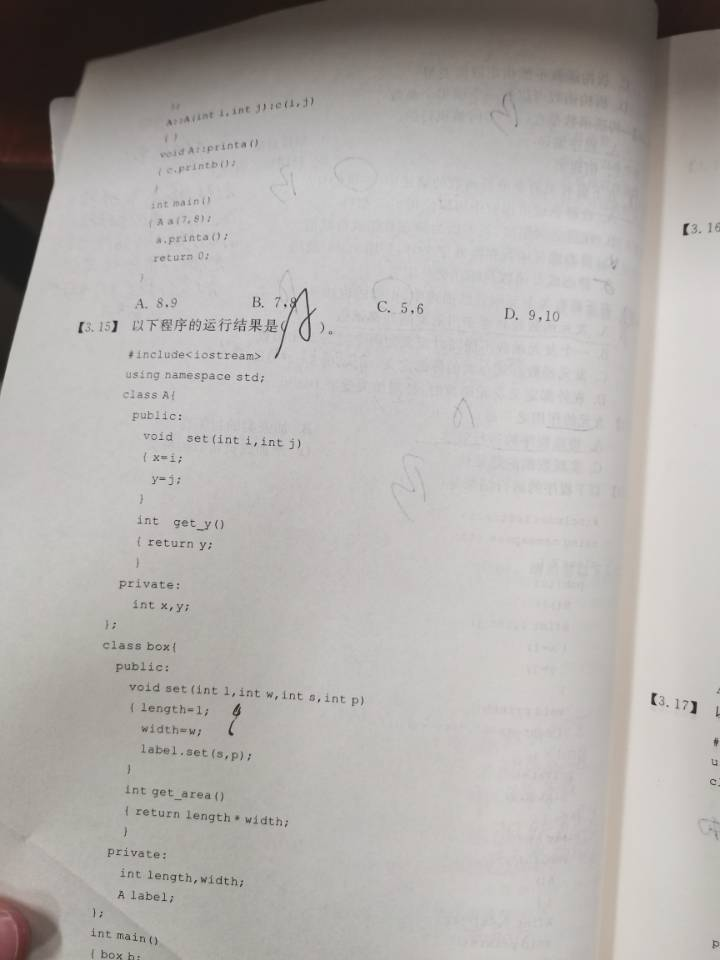 };
A::A(int i,int j):c(i,j)
{ }
void A::printa()
{ c.printb();
}
int main()
{ A a(7,8);
a.printa();
return 0;
}
A. 8,9 B. 7,8 C. 5,6 D. 9,10
【3.15】 以下程序的运行结果是( A )。
#include<iostream>
using namespace std;
class A{
public:
void set(int i,int j)
{ x=i;
y=j;
}
int get_y()
{ return y;
}
private:
int x,y;
};
class box{
public:
void set(int l,int w,int s,int p)
{ length=l;
width=w;
label.set(s,p);
}
int get_area()
{ return length * width;
}
private:
int length,width;
A label;
};
int main()
{ box b;
【3.16
【3.17】
#
u
cl
p